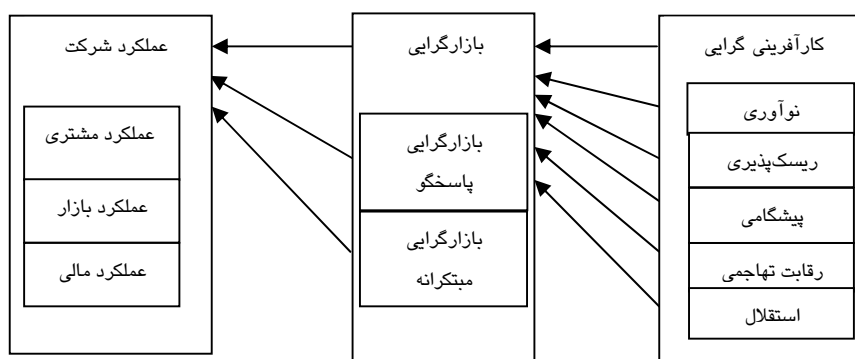 کارآفرینی گرایی
نوآوری
ریسک‌پذیری
پیشگامی
رقابت تهاجمی
استقلال
بازارگرایی
بازارگرایی
پاسخگو
بازارگرایی
مبتکرانه
عملکرد شرکت
عملکرد مشتری
عملکرد بازار
عملکرد مالی